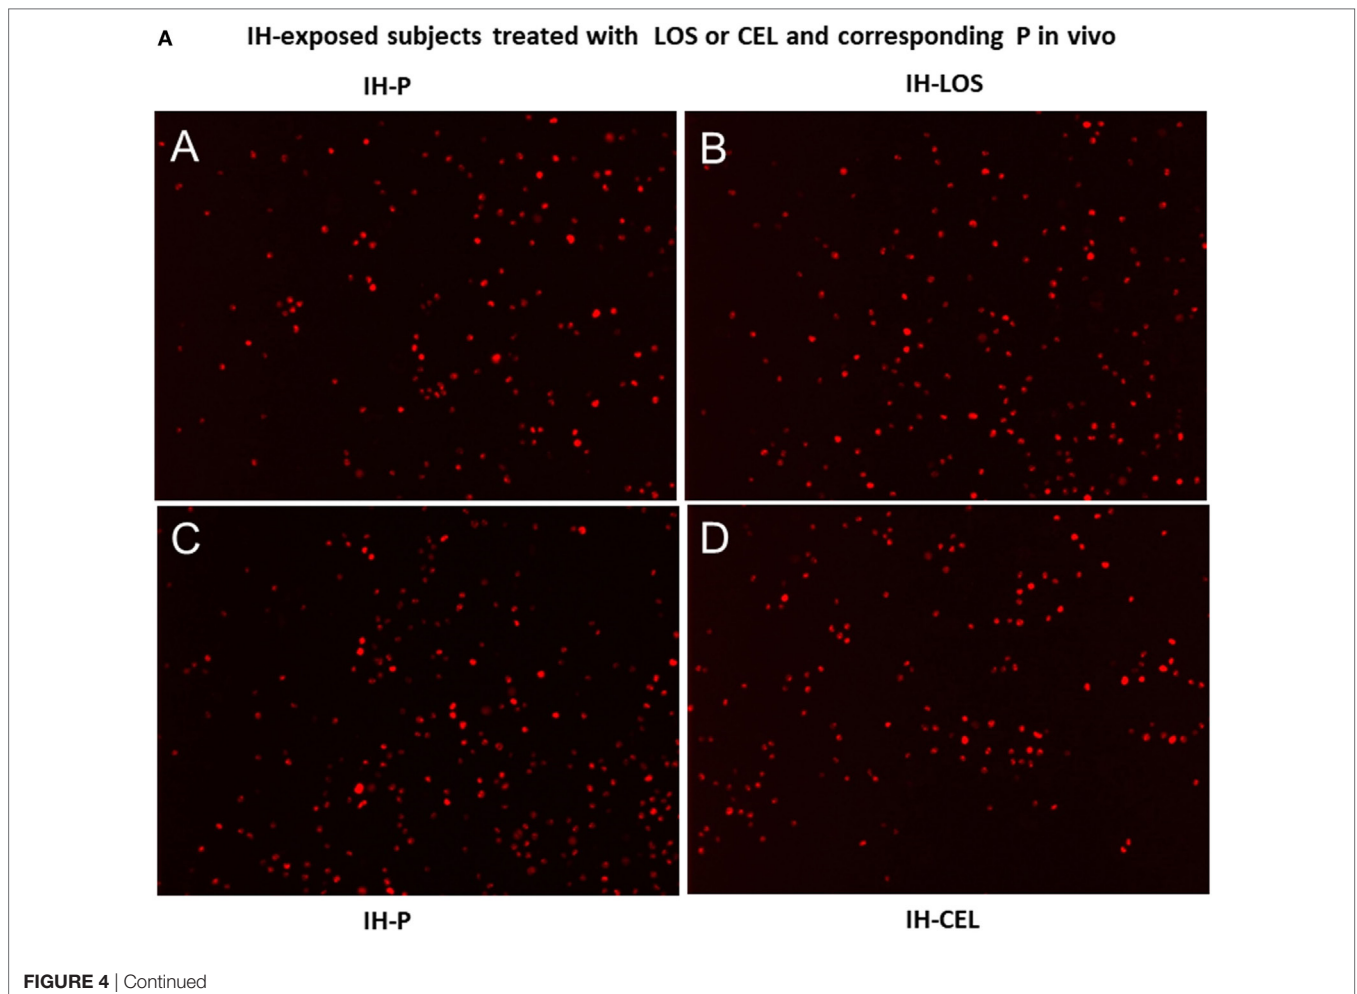 A IH-exposed subjects treated with LOS or CEL and corresponding P in vivo
IH-P IH-LOS
A B
C D
IH-P IH-CEL
FIGURE 4 | Continued